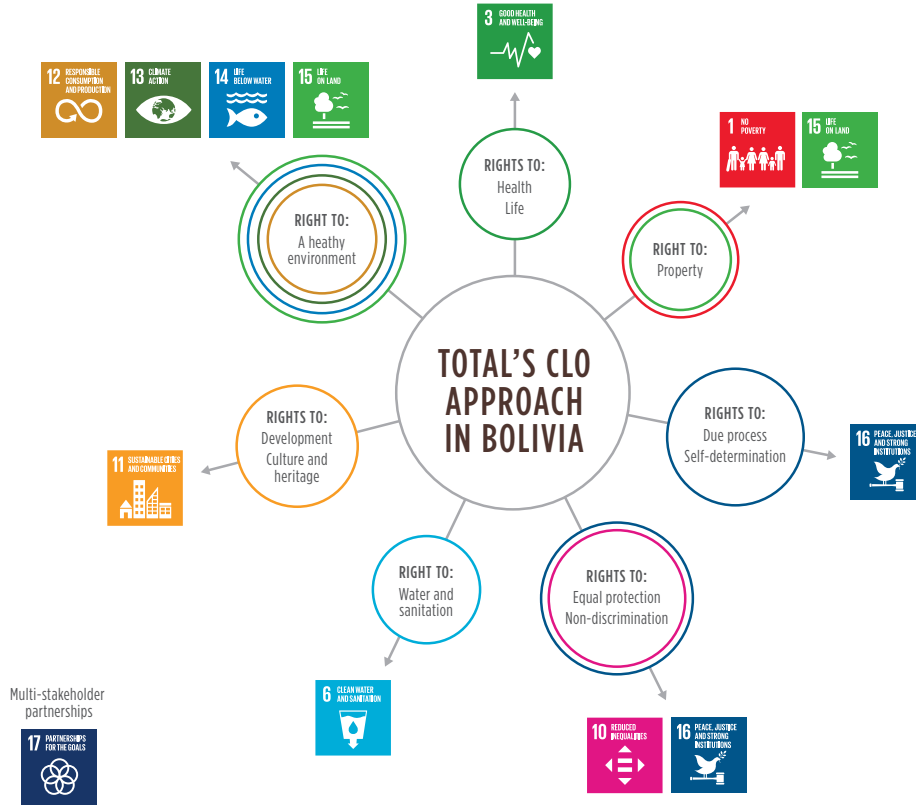 3 GOOD HEALTH
AND WELL-BEING
12 RESPONSIBLE
CONSUMPTION
AND PRODUCTION
13 CLIMATE
ACTION
14 LIFE
BELOW WATER
15 LIFE
ON LAND
1 NO
POVERTY
15 LIFE
ON LAND
RIGHTS TO:
Health
Life
RIGHT TO:
A heathy
environment
RIGHT TO:
Property
TOTAL'S CLO
APPROACH
IN BOLIVIA
RIGHTS TO:
Development
Culture and
heritage
RIGHTS TO:
Due process
Self-determination
11 SUSTAINABLE CITIES
AND COMMUNITIES
16 PEACE, JUSTICE
AND STRONG
INSTITUTIONS
RIGHT TO:
Water and
sanitation
RIGHTS TO:
Equal protection
Non-discrimination
6 CLEAN WATER
AND SANITATION
10 REDUCED
INEQUALITIES
16 PEACE, JUSTICE
AND STRONG
INSTITUTIONS
Multi-stakeholder
partnerships
17 PARTNERSHIPS
FOR THE GOALS